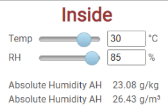 Inside
Temp 30 °C
RH 85 %
Absolute Humidity AH 23.08 g/kg
Absolute Humidity AH 26.43 g/m³